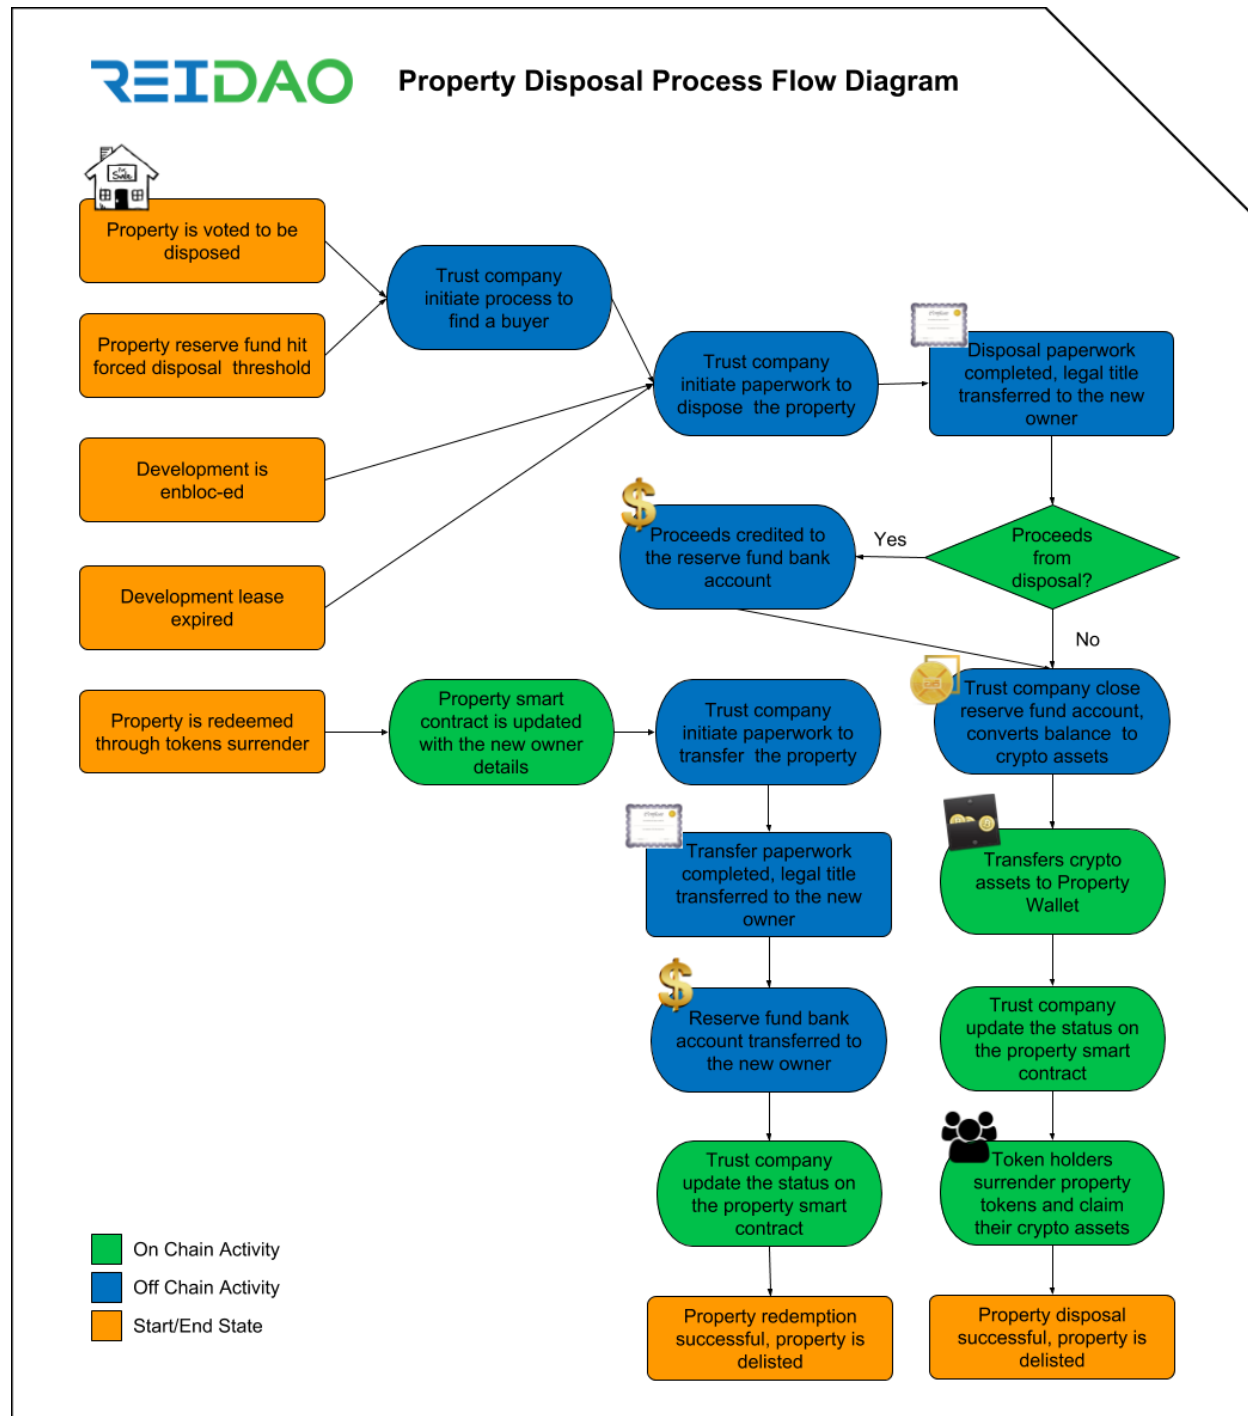 REIDAO
Property Disposal Process Flow Diagram
For
Sale
Property is voted to be
disposed
Trust company
initiate process to
find a buyer
Property reserve fund hit
forced disposal threshold
Trust company
initiate paperwork to
dispose the property
Disposal paperwork
completed, legal title
transferred to the new
owner
Development is
enbloc-ed
Proceeds credited to
the reserve fund bank
account
Yes
Proceeds
from
disposal?
Development lease
expired
No
Property is redeemed
through tokens surrender
Property smart
contract is updated
with the new owner
details
Trust company
initiate paperwork to
transfer the property
Trust company close
reserve fund account,
converts balance to
crypto assets
Transfer paperwork
completed, legal title
transferred to the new
owner
Transfers crypto
assets to Property
Wallet
Reserve fund bank
account transferred to
the new owner
Trust company
update the status on
the property smart
contract
Trust company
update the status on
the property smart
contract
Token holders
surrender property
tokens and claim
their crypto assets
On Chain Activity
Off Chain Activity
Start/End State
Property redemption
successful, property is
delisted
Property disposal
successful, property is
delisted